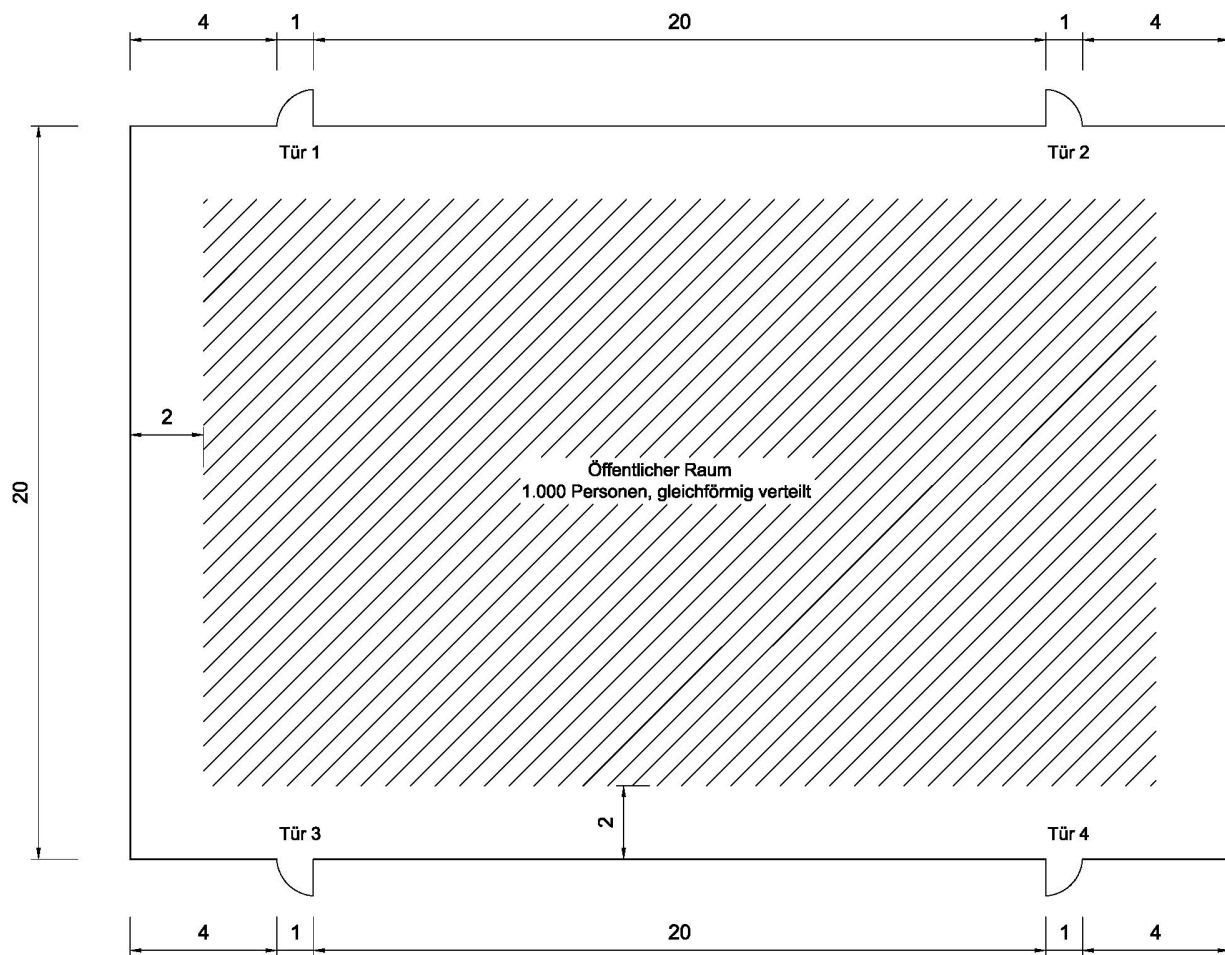 4 1 20 1 4
Tür 1 Tür 2
2
20
Öffentlicher Raum
1.000 Personen, gleichförmig verteilt
2
Tür 3 Tür 4
4 1 20 1 4